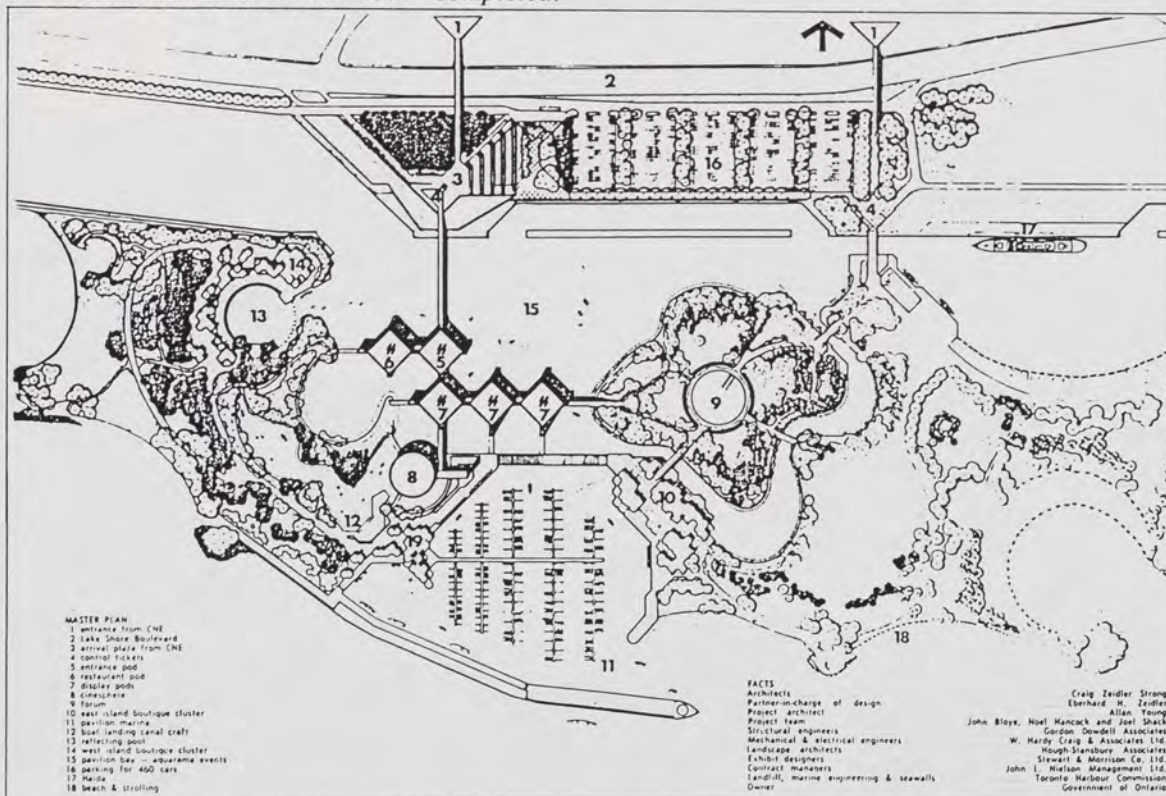 completed.
1
1
2
3
4
16
17
14
13
15
6
5
7
7
7
9
8
10
12
19
11
18
MASTER PLAN
1 entrance from CNE
2 Lake Shore Boulevard
3 arrival plaza from CNE
4 control tickets
5 entrance pod
6 restaurant pod
7 display pods
8 cinesphere
9 forum
10 east island boutique cluster
11 pavilion marina
12 boat landing canal craft
13 reflecting pool
14 west island boutique cluster
15 pavilion bay – aquarama events
16 parking for 460 cars
17 Haida
18 beach & strolling
FACTS
Architects Craig Zeidler Strong
Partner-in-charge of design Eberhard H. Zeidler
Project architect Allan Young
Project team John Bloye, Noel Hancock and Joel Shack
Structural engineers Gordon Dowdell Associates
Mechanical & electrical engineers W. Hardy Craig & Associates Ltd.
Landscape architects Hough-Stansbury Associates
Exhibit designers Stewart & Morrison Co. Ltd.
Contract managers John L. Nielson Management Ltd.
Landfill, marine engineering & seawalls Toronto Harbour Commission
Owner Government of Ontario